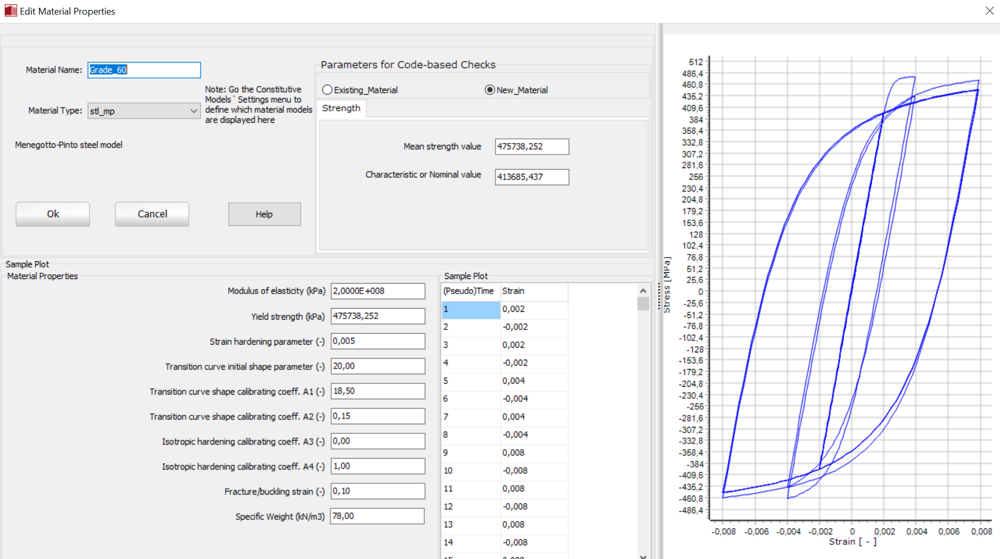 Edit Material Properties
Material Name: Grade_60
Material Type: stl_mp
Note: Go the Constitutive
Models´ Settings menu to
define which material models
are displayed here
Menegotto-Pinto steel model
Ok Cancel Help
Parameters for Code-based Checks
Existing_Material New_Material
Strength
Mean strength value 475738,252
Characteristic or Nominal value 413685,437
Sample Plot
Material Properties
Modulus of elasticity (kPa) 2,0000E+008
Yield strength (kPa) 475738,252
Strain hardening parameter (-) 0,005
Transition curve initial shape parameter (-) 20,00
Transition curve shape calibrating coeff. A1 (-) 18,50
Transition curve shape calibrating coeff. A2 (-) 0,15
Isotropic hardening calibrating coeff. A3 (-) 0,00
Isotropic hardening calibrating coeff. A4 (-) 1,00
Fracture/buckling strain (-) 0,10
Specific Weight (kN/m3) 78,00
Sample Plot
(Pseudo)Time Strain
1 0,002
2 -0,002
3 0,002
4 -0,002
5 0,004
6 -0,004
7 0,004
8 -0,004
9 0,008
10 -0,008
11 0,008
12 -0,008
13 0,008
14 -0,008
Stress [MPa]
512
486,4
460,8
435,2
409,6
384
358,4
332,8
307,2
281,6
256
230,4
204,8
179,2
153,6
128
102,4
76,8
51,2
25,6
0
-25,6
-51,2
-76,8
-102,4
-128
-153,6
-179,2
-204,8
-230,4
-256
-281,6
-307,2
-332,8
-358,4
-384
-409,6
-435,2
-460,8
-486,4
-0,008 -0,006 -0,004 -0,002 0 0,002 0,004 0,006 0,008
Strain [ - ]